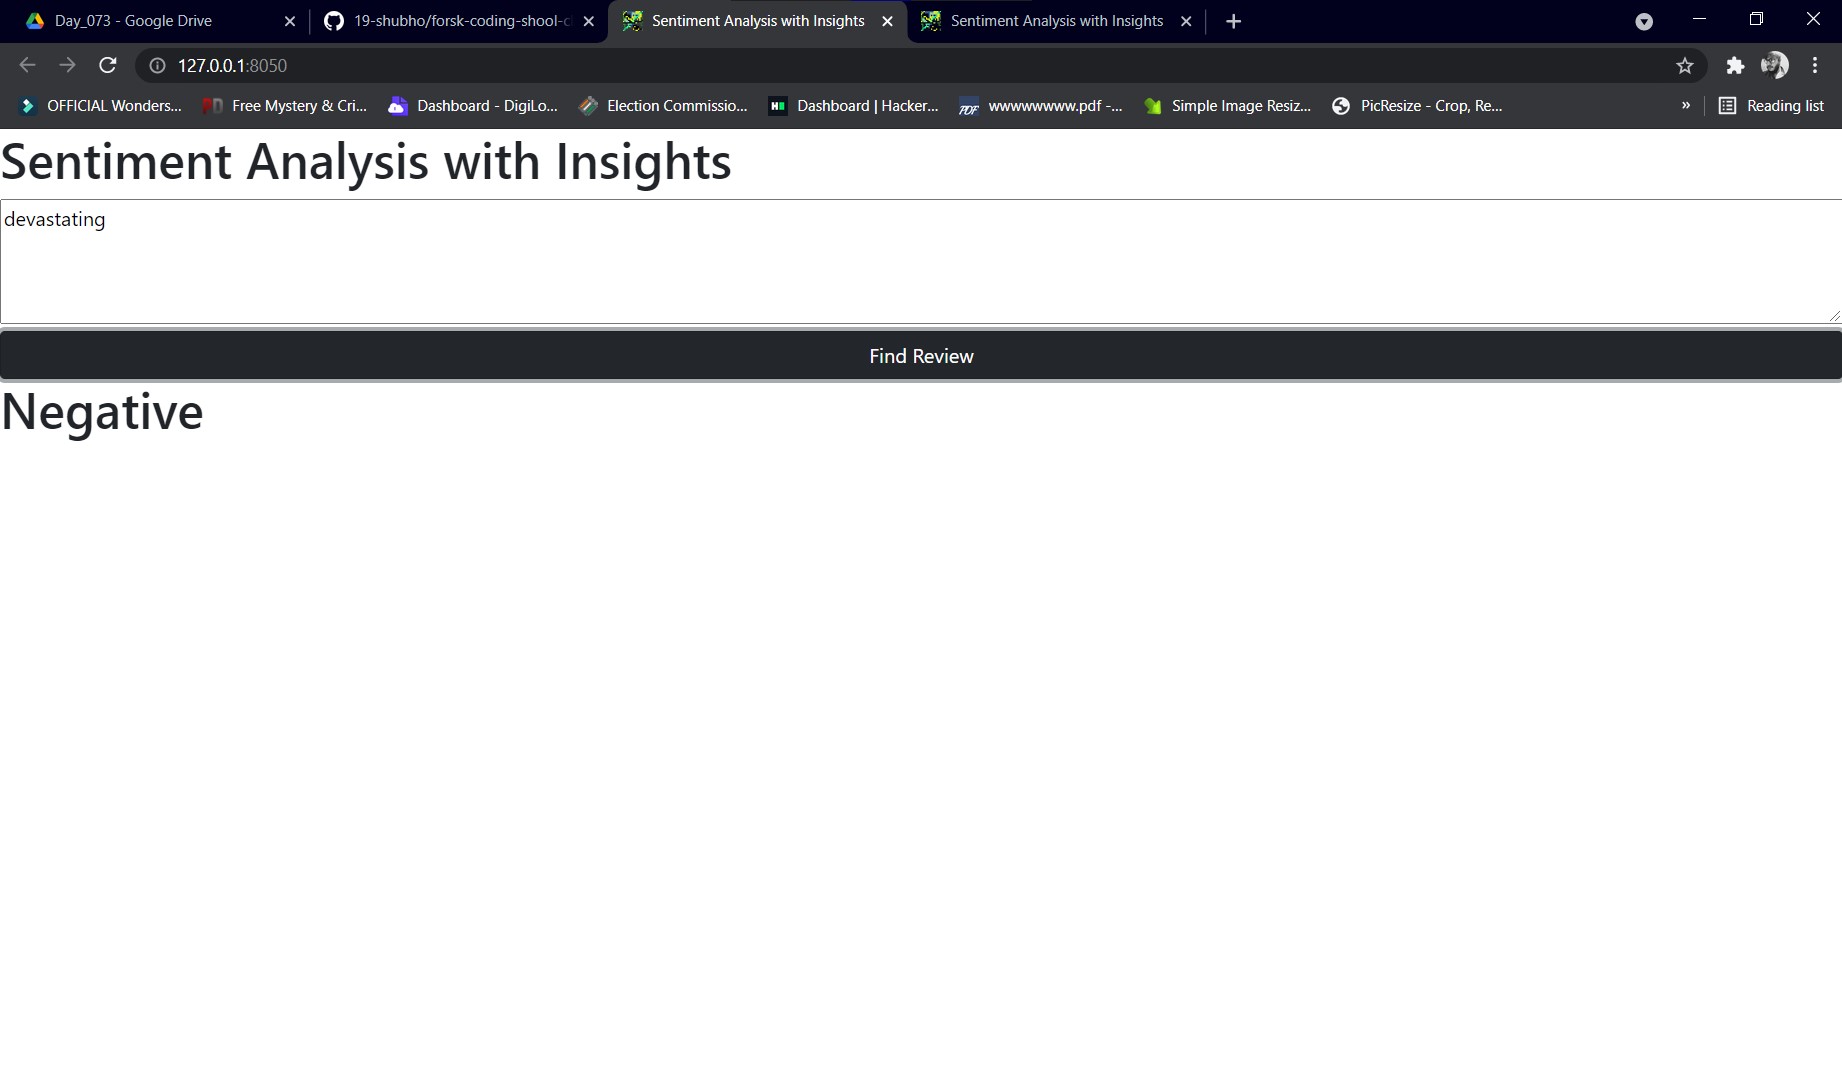 Day_073 - Google Drive
19-shubho/forsk-coding-shool-c
Sentiment Analysis with Insights
Sentiment Analysis with Insights
127.0.0.1:8050
OFFICIAL Wonders...
Free Mystery & Cri...
Dashboard - DigiLo...
Election Commissio...
Dashboard | Hacker...
wwwwwwww.pdf -...
Simple Image Resiz...
PicResize - Crop, Re...
»
Reading list
Sentiment Analysis with Insights
devastating
Find Review
Negative